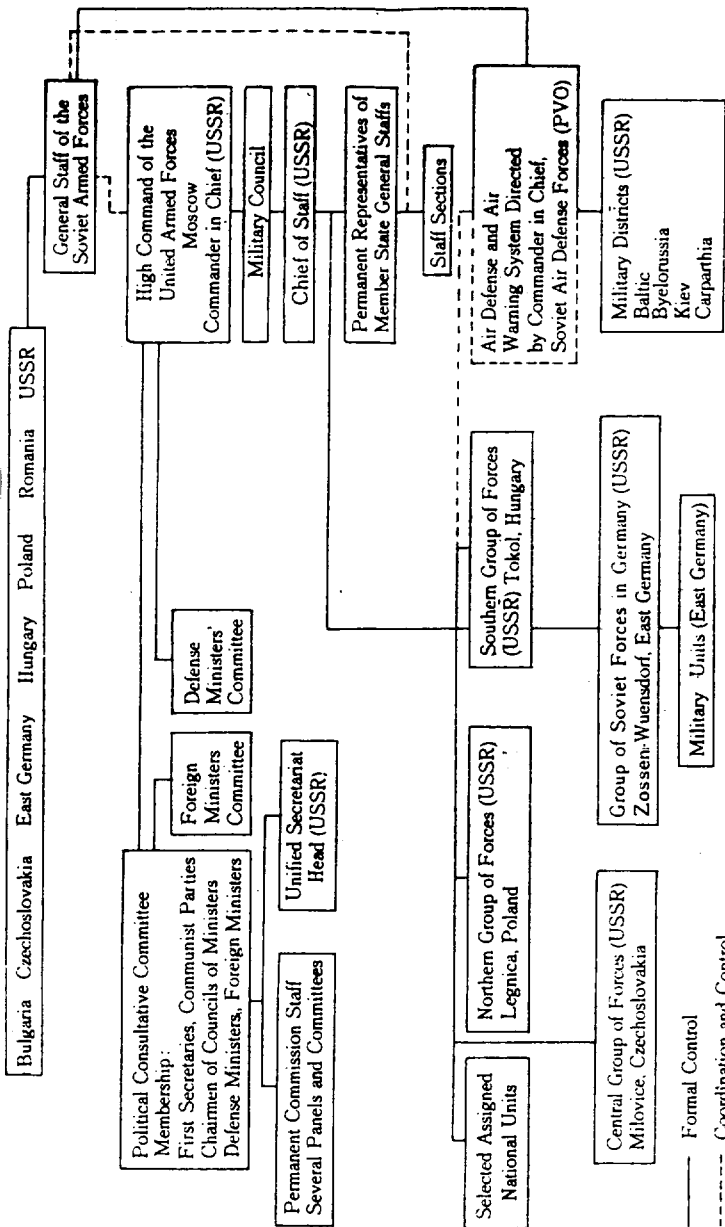 Bulgaria Czechoslovakia East Germany Hungary Poland Romania USSR
General Staff of the
Soviet Armed Forces
Political Consultative Committee
Membership:
First Secretaries, Communist Parties
Chairmen of Councils of Ministers
Defense Ministers, Foreign Ministers
Foreign
Ministers
Committee
Defense
Ministers'
Committee
High Command of the
United Armed Forces
Moscow
Commander in Chief (USSR)
Military Council
Chief of Staff (USSR)
Permanent Commission Staff
Several Panels and Committees
Unified Secretariat
Head (USSR)
Permanent Representatives of
Member State General Staffs
Staff Sections
Selected Assigned
National Units
Northern Group of Forces (USSR)
Legnica, Poland
Southern Group of Forces
(USSR) Tokol, Hungary
Air Defense and Air
Warning System Directed
by Commander in Chief,
Soviet Air Defense Forces (PVO)
Central Group of Forces (USSR)
Milovice, Czechoslovakia
Group of Soviet Forces in Germany (USSR)
Zossen-Wuensdorf, East Germany
Military Districts (USSR)
Baltic
Byelorussia
Kiev
Carparthia
Military Units (East Germany)
Formal Control
Coordination and Control